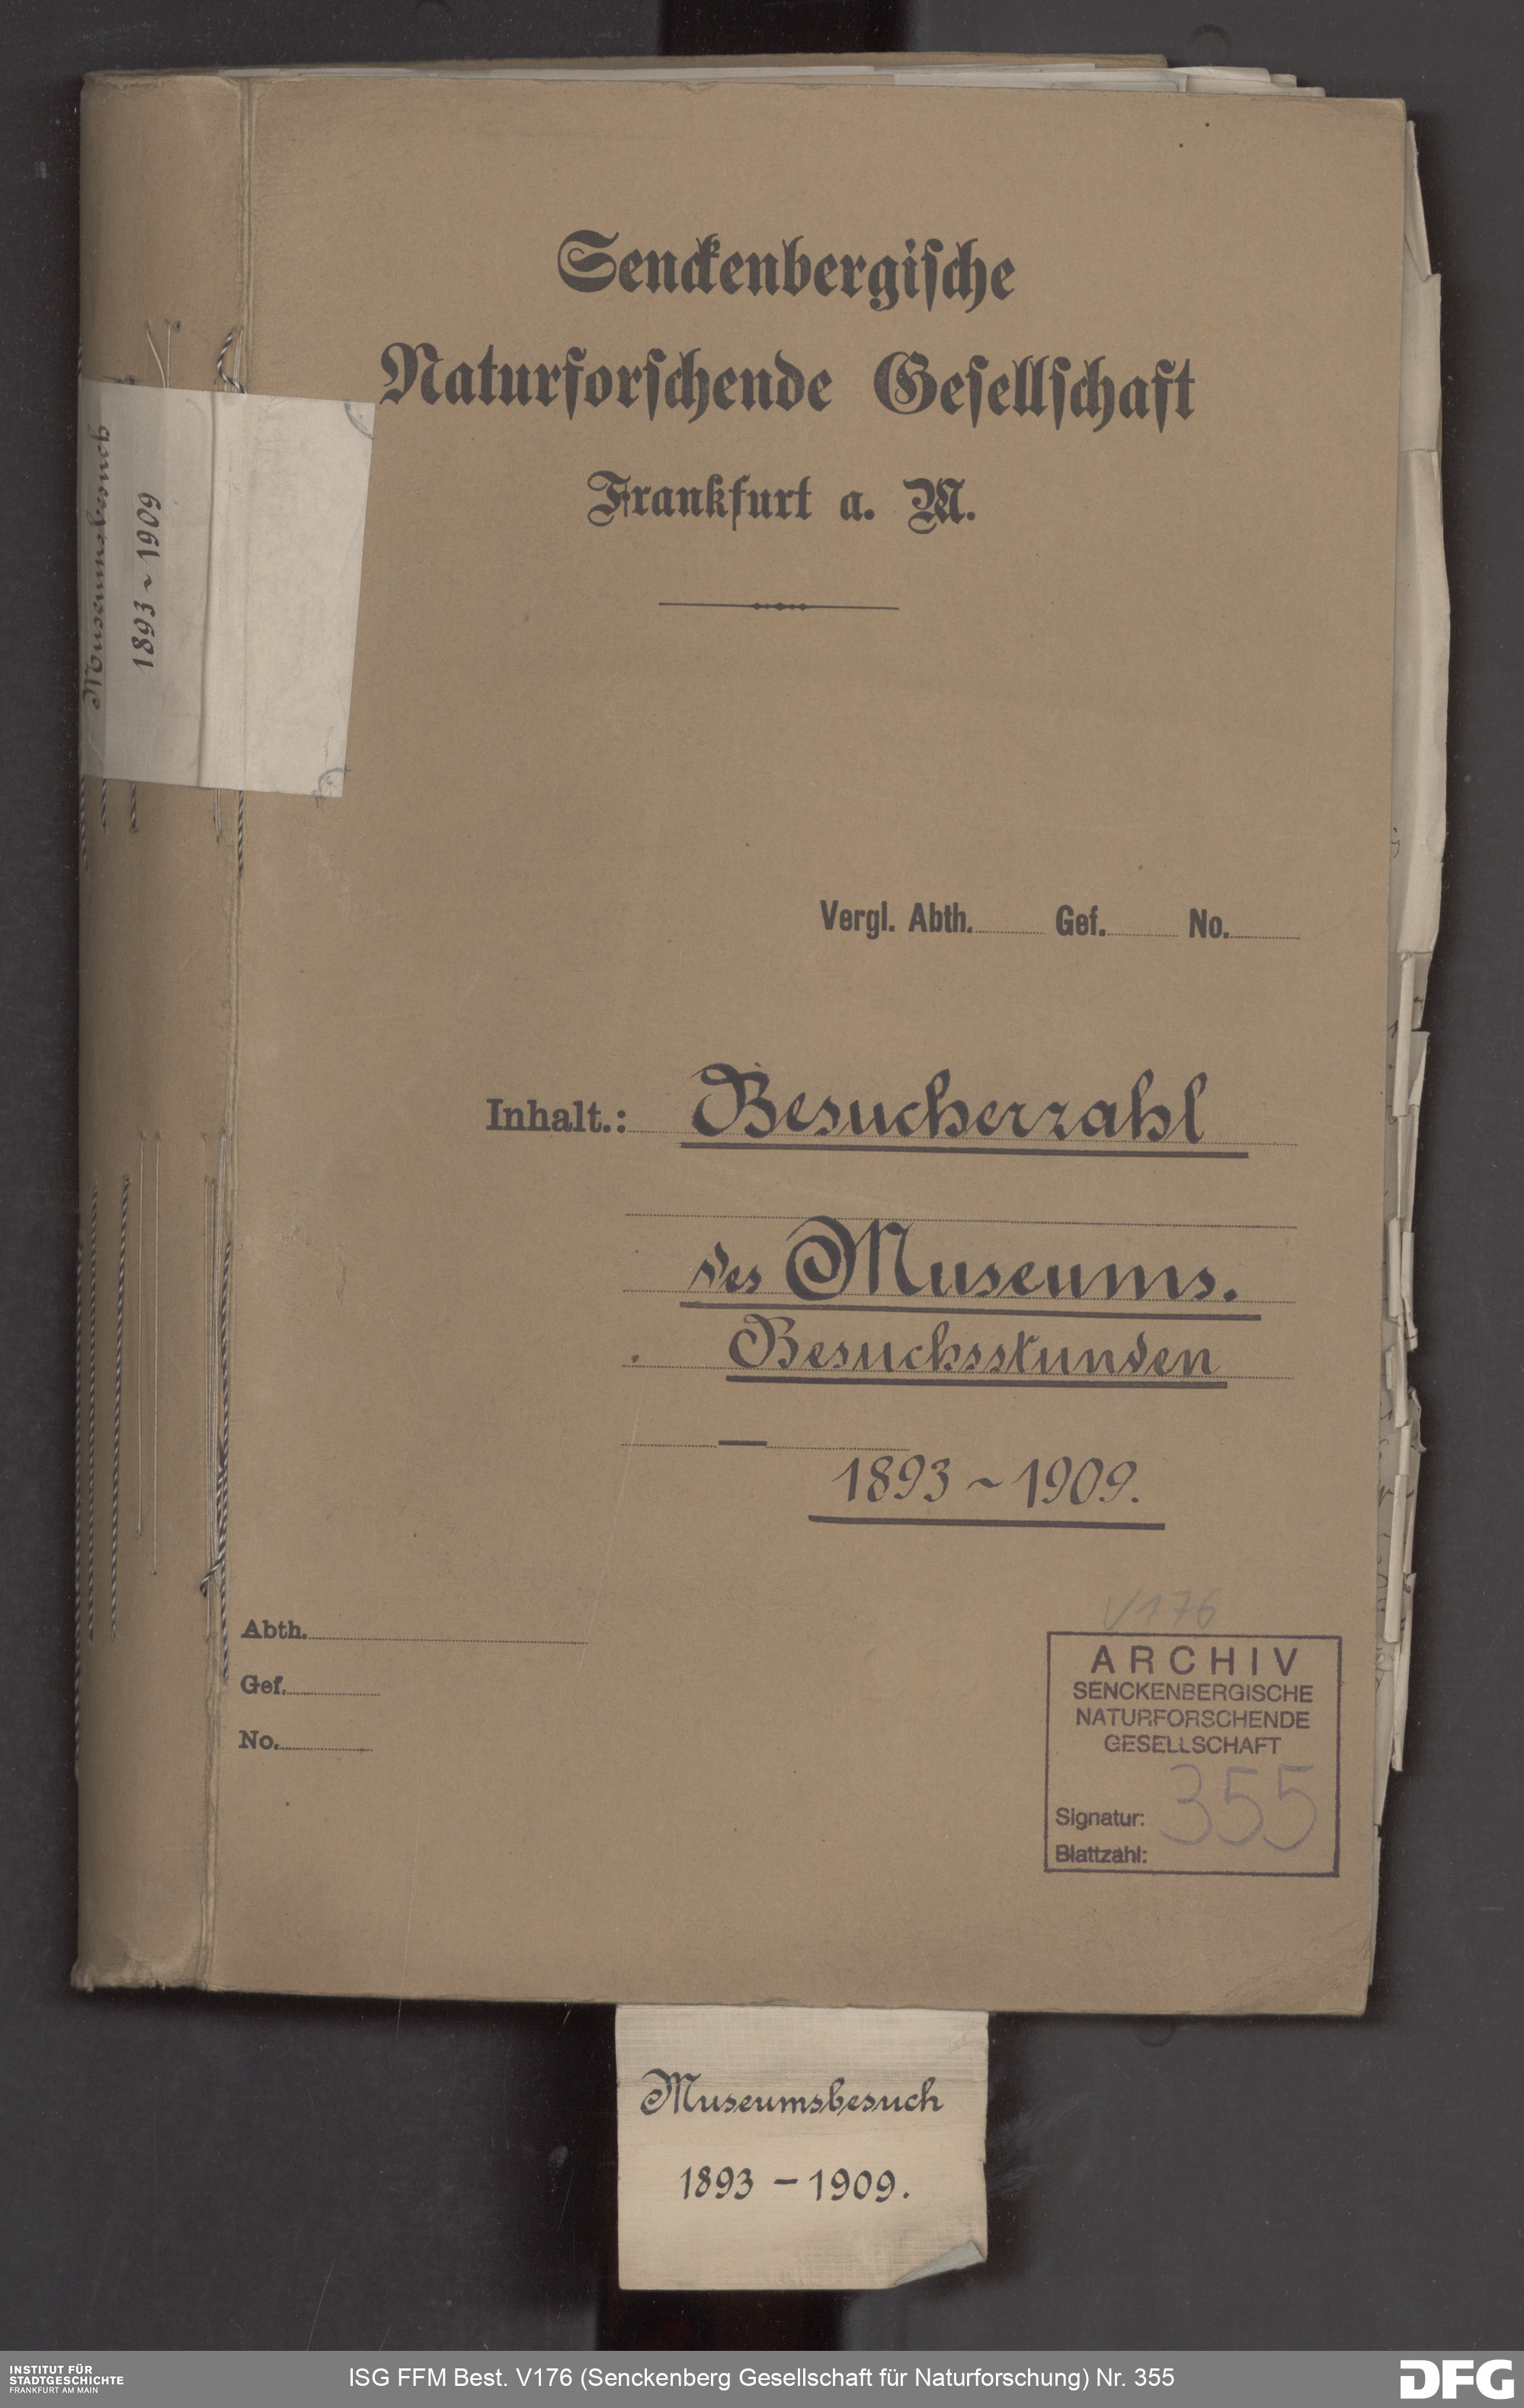 Senckenbergische
Naturforschende Gesellschaft
Frankfurt a. M.
Museumsbesuch
1893 ~ 1909
Vergl. Abth. Gef. No.
Inhalt.: Besucherzahl
des Museums.
Besuchsstunden
1893 ~ 1909.
Abth.
Gef.
No.
V176
ARCHIV
SENCKENBERGISCHE
NATURFORSCHENDE
GESELLSCHAFT
Signatur: 355
Blattzahl:
Museumsbesuch
1893 – 1909.
INSTITUT FÜR
STADTGESCHICHTE
FRANKFURT AM MAIN
ISG FFM Best. V176 (Senckenberg Gesellschaft für Naturforschung) Nr. 355
DFG